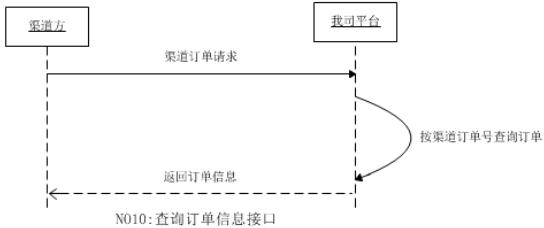 渠道方
我司平台
渠道订单请求
按渠道订单号查询订单
返回订单信息
NO10:查询订单信息接口